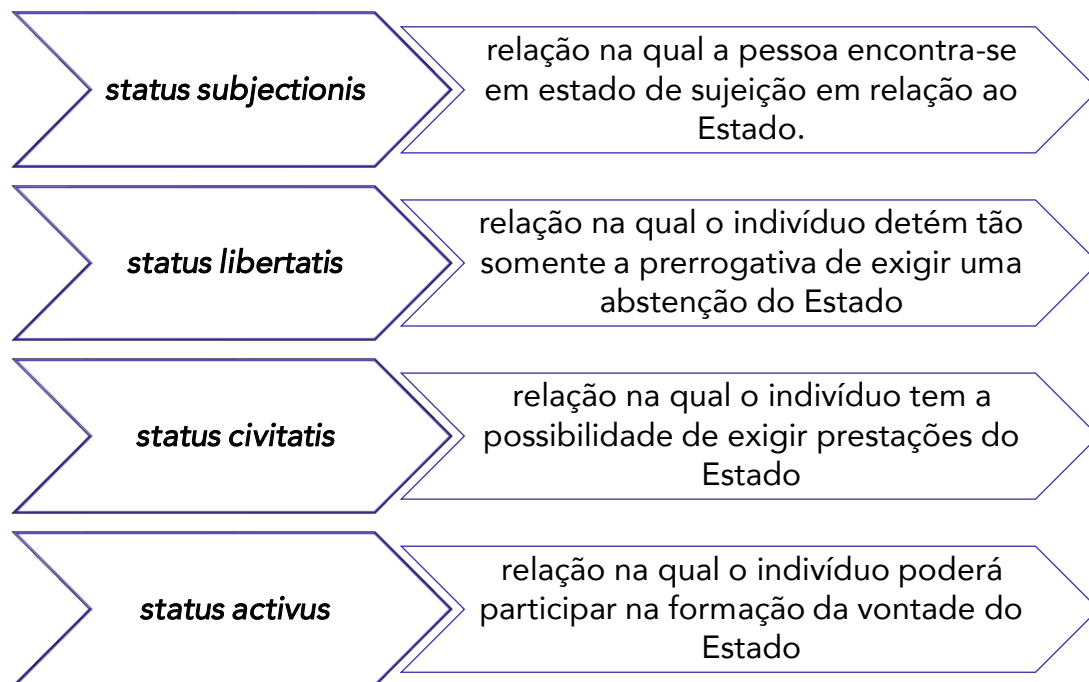 status subjectionis
relação na qual a pessoa encontra-se
em estado de sujeição em relação ao
Estado.
status libertatis
relação na qual o indivíduo detém tão
somente a prerrogativa de exigir uma
abstenção do Estado
status civitatis
relação na qual o indivíduo tem a
possibilidade de exigir prestações do
Estado
status activus
relação na qual o indivíduo poderá
participar na formação da vontade do
Estado